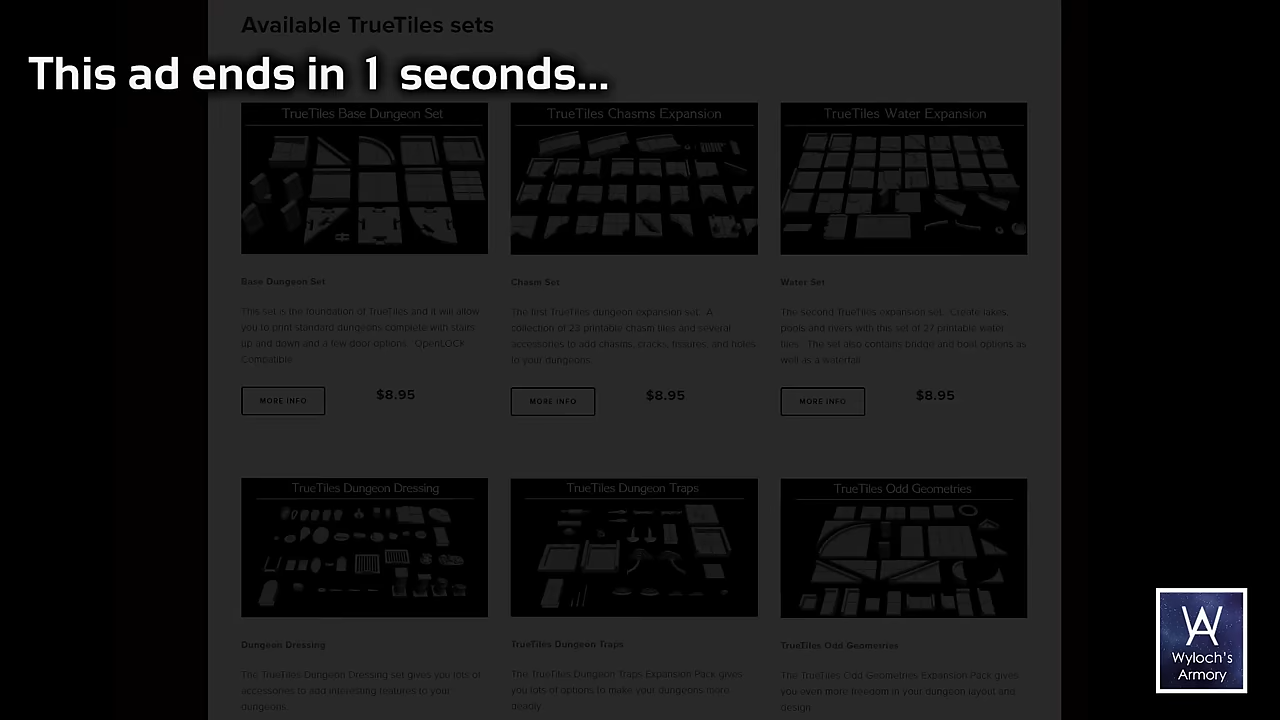 Available TrueTiles sets
This ad ends in 1 seconds...
TrueTiles Base Dungeon Set
TrueTiles Chasms Expansion
TrueTiles Water Expansion
Base Dungeon Set
Chasm Set
Water Set
This set is the foundation of TrueTiles and it will allow
you to print standard dungeons complete with stairs
up and down and a few door options. OpenLOCK
Compatible.
The first TrueTiles dungeon expansion set. A
collection of 23 printable chasm tiles and several
accessories to add chasms, cracks, fissures, and holes
to your dungeons.
The second TrueTiles expansion set. Create lakes,
pools and rivers with this set of 27 printable water
tiles. The set also contains bridge and boat options as
well as a waterfall.
MORE INFO
$8.95
MORE INFO
$8.95
MORE INFO
$8.95
TrueTiles Dungeon Dressing
TrueTiles Dungeon Traps
TrueTiles Odd Geometries
Dungeon Dressing
TrueTiles Dungeon Traps
TrueTiles Odd Geometries
The TrueTiles Dungeon Dressing set gives you lots of
accessories to add interesting features to your
dungeons.
The TrueTiles Dungeon Traps Expansion Pack gives
you lots of options to make your dungeons more
deadly
The TrueTiles Odd Geometries Expansion Pack gives
you even more freedom in your dungeon layout and
design
WA
Wyloch's
Armory